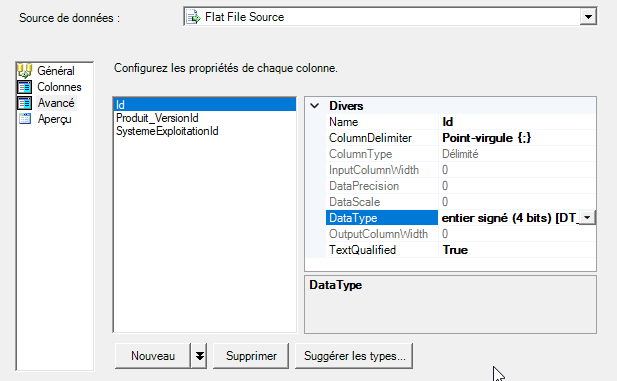 Source de données :
Flat File Source
Général
Colonnes
Avancé
Aperçu
Configurez les propriétés de chaque colonne.
Id
Produit_VersionId
SystemeExploitationId
Divers
Name Id
ColumnDelimiter Point-virgule {;}
ColumnType Délimité
InputColumnWidth 0
DataPrecision 0
DataScale 0
DataType entier signé (4 bits) [DT_
OutputColumnWidth 0
TextQualified True
DataType
Nouveau
Supprimer
Suggérer les types...